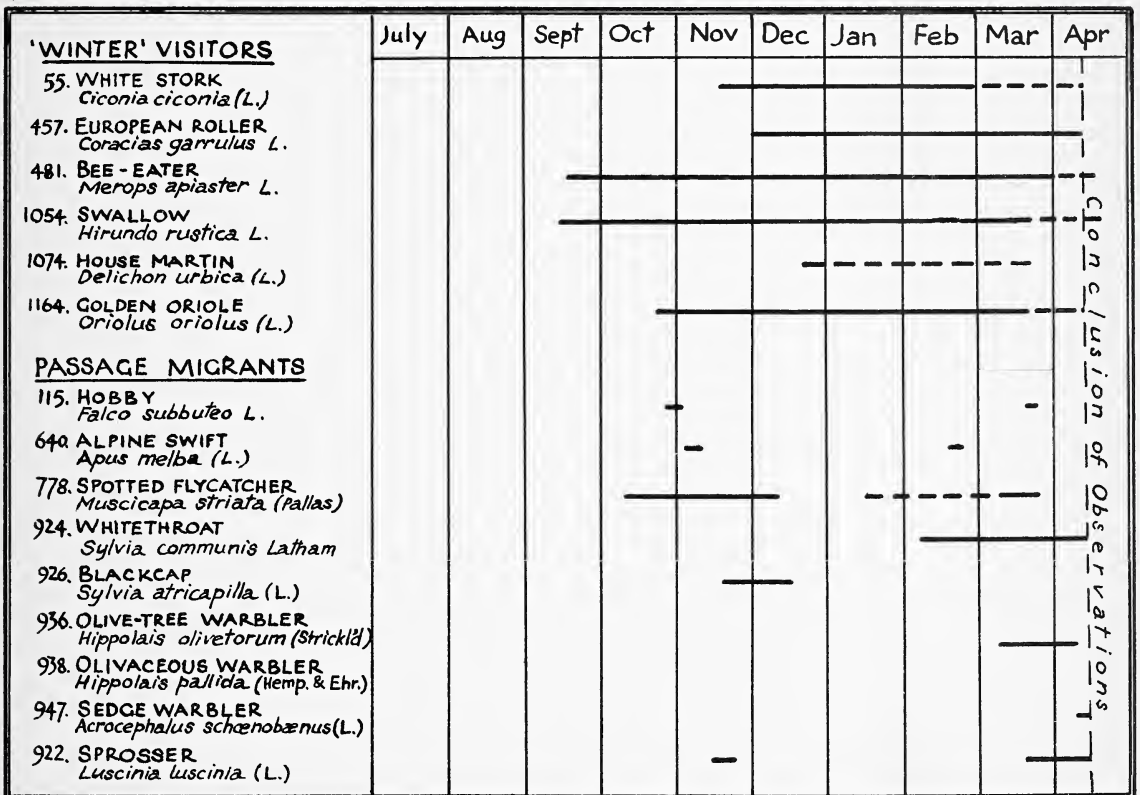 July Aug Sept Oct Nov Dec Jan Feb Mar Apr
'WINTER' VISITORS
55. WHITE STORK
Ciconia ciconia (L.)
457. EUROPEAN ROLLER
Coracias garrulus L.
481. BEE-EATER
Merops apiaster L.
1054. SWALLOW
Hirundo rustica L.
1074. HOUSE MARTIN
Delichon urbica (L.)
1164. GOLDEN ORIOLE
Oriolus oriolus (L.)
PASSAGE MIGRANTS
115. HOBBY
Falco subbuteo L.
640. ALPINE SWIFT
Apus melba (L.)
778. SPOTTED FLYCATCHER
Muscicapa striata (Pallas)
924. WHITETHROAT
Sylvia communis Latham
926. BLACKCAP
Sylvia atricapilla (L.)
936. OLIVE-TREE WARBLER
Hippolais olivetorum (Strickl'd)
938. OLIVACEOUS WARBLER
Hippolais pallida (Hemp. & Ehr.)
947. SEDGE WARBLER
Acrocephalus schœnobænus (L.)
922. SPROSSER
Luscinia luscinia (L.)
Conclusion of Observations